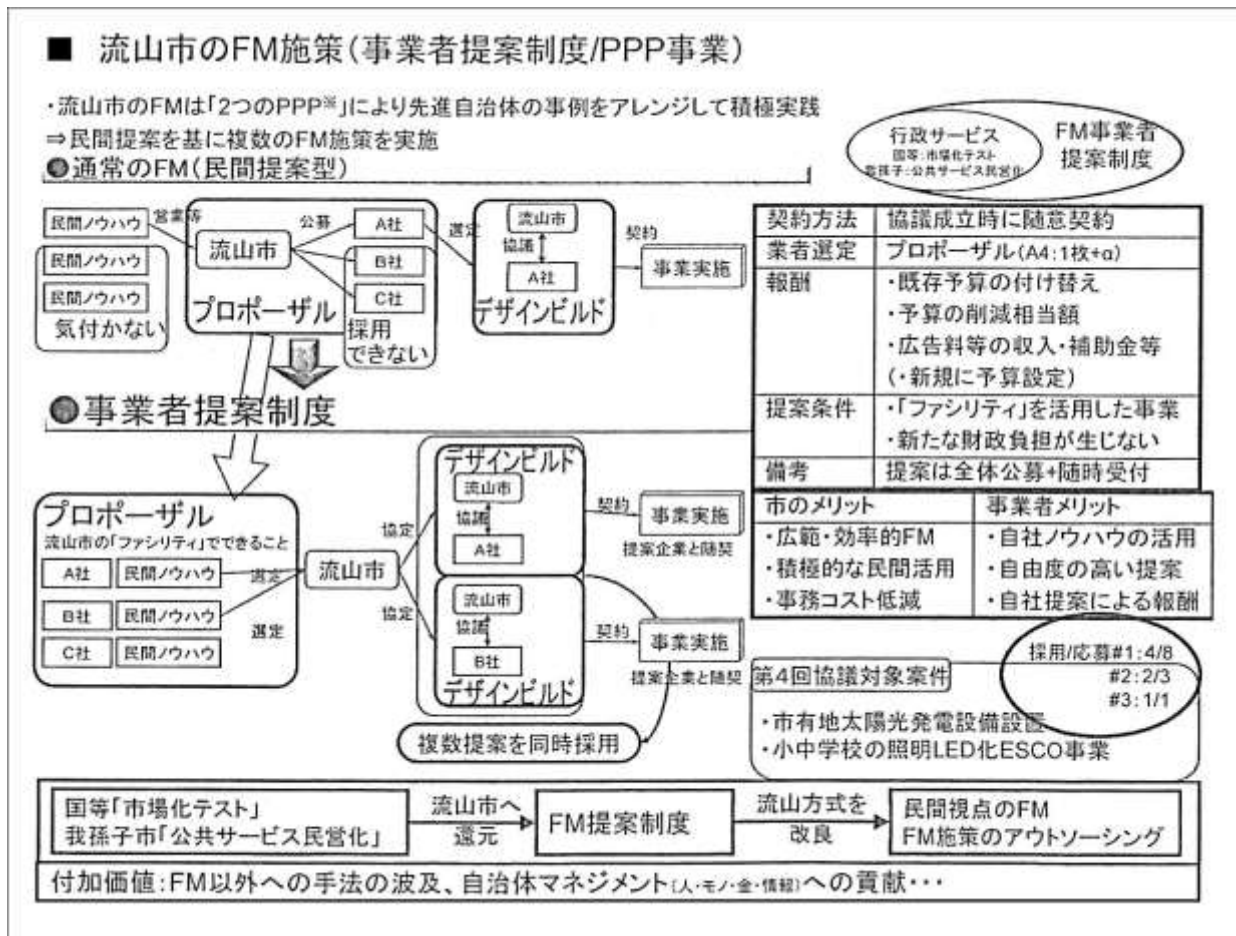 ■ 流山市のFM施策(事業者提案制度/PPP事業)
・流山市のFMは「2つのPPP※」により先進自治体の事例をアレンジして積極実践
⇒民間提案を基に複数のFM施策を実施
●通常のFM(民間提案型)
行政サービス
国等:市場化テスト
我孫子:公共サービス民営化
FM事業者
提案制度
民間ノウハウ
民間ノウハウ
民間ノウハウ
気付かない
営業等
流山市
公募
A社
B社
C社
プロポーザル
採用
できない
選定
流山市
協議
A社
デザインビルド
契約
事業実施
契約方法 協議成立時に随意契約
業者選定 プロポーザル(A4:1枚+α)
報酬 ・既存予算の付け替え
・予算の削減相当額
・広告料等の収入・補助金等
(・新規に予算設定)
提案条件 ・「ファシリティ」を活用した事業
・新たな財政負担が生じない
備考 提案は全体公募+随時受付
●事業者提案制度
プロポーザル
流山市の「ファシリティ」でできること
A社 民間ノウハウ
B社 民間ノウハウ
C社 民間ノウハウ
選定
選定
流山市
協定
協定
デザインビルド
流山市
協議
A社
契約
事業実施
提案企業と随契
流山市
協議
B社
デザインビルド
契約
事業実施
提案企業と随契
複数提案を同時採用
市のメリット
・広範・効率的FM
・積極的な民間活用
・事務コスト低減
事業者メリット
・自社ノウハウの活用
・自由度の高い提案
・自社提案による報酬
採用/応募#1:4/8
#2:2/3
#3:1/1
第4回協議対象案件
・市有地太陽光発電設備設置
・小中学校の照明LED化ESCO事業
国等「市場化テスト」
我孫子市「公共サービス民営化」
流山市へ
還元
FM提案制度
流山方式を
改良
民間視点のFM
FM施策のアウトソーシング
付加価値:FM以外への手法の波及、自治体マネジメント(人・モノ・金・情報)への貢献・・・